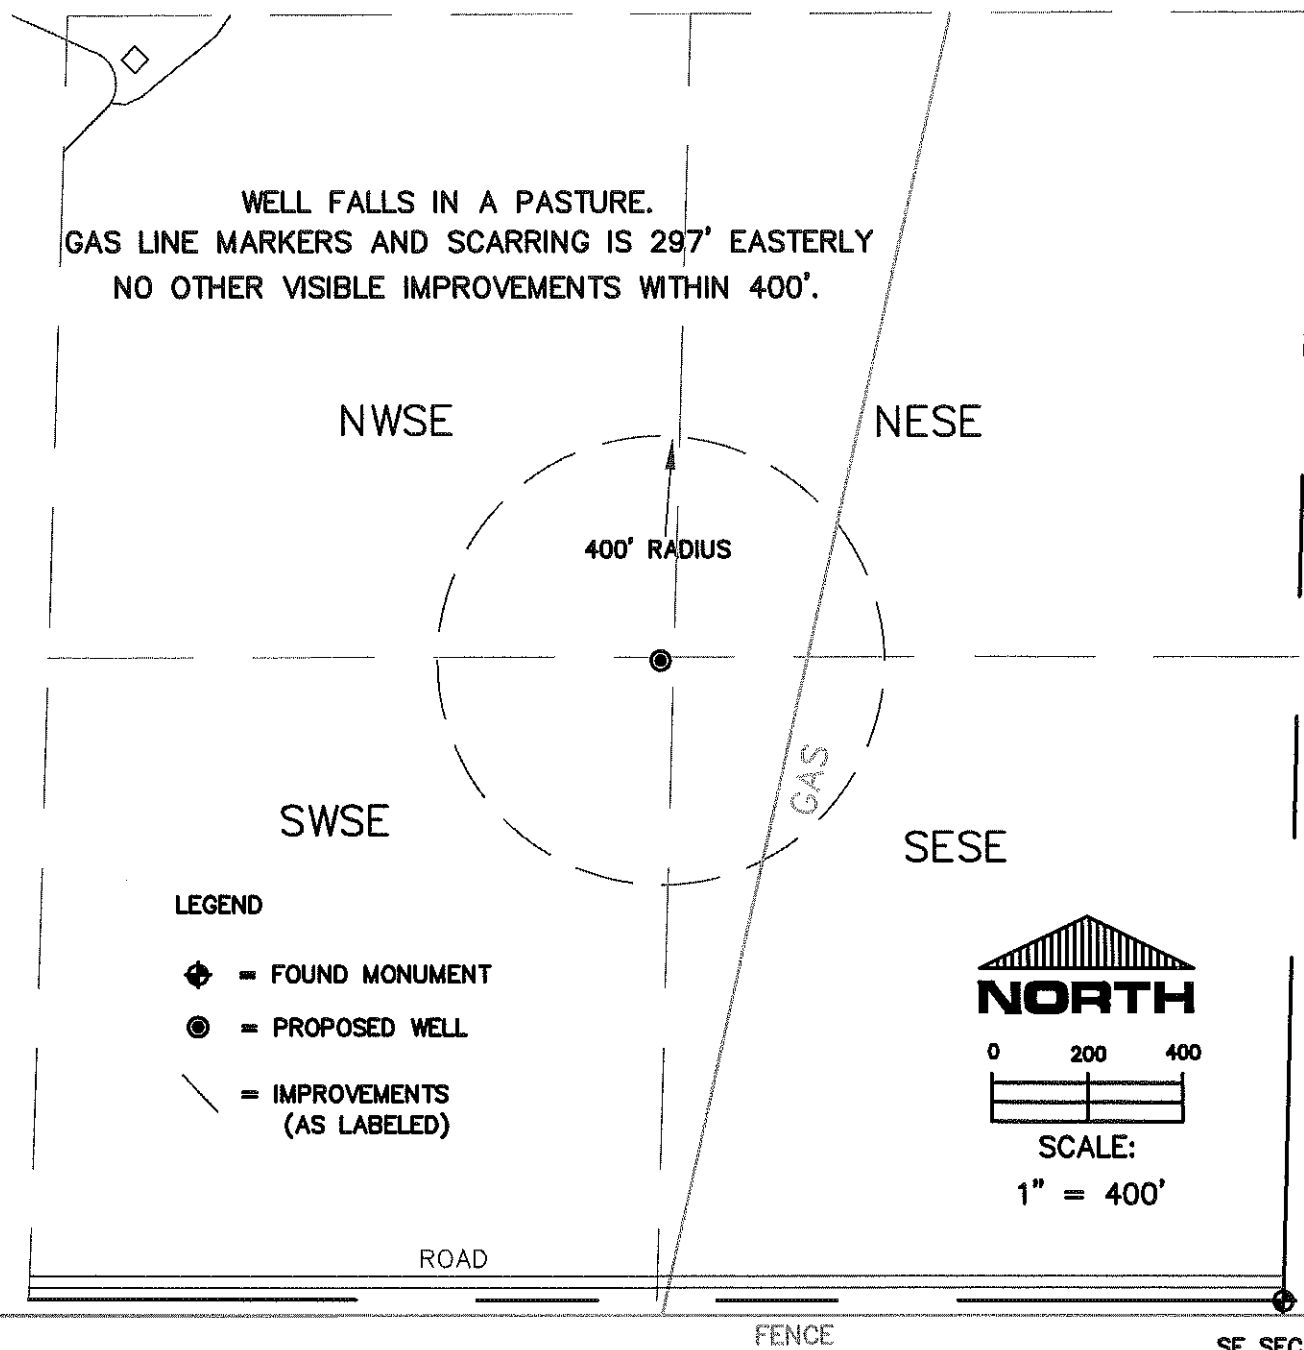 WELL FALLS IN A PASTURE.
GAS LINE MARKERS AND SCARRING IS 297' EASTERLY
NO OTHER VISIBLE IMPROVEMENTS WITHIN 400'.
NWSE
NESE
400' RADIUS
GAS
SWSE
SESE
LEGEND
= FOUND MONUMENT
= PROPOSED WELL
= IMPROVEMENTS
(AS LABELED)
NORTH
0 200 400
SCALE:
1" = 400'
ROAD
FENCE
SE SEC